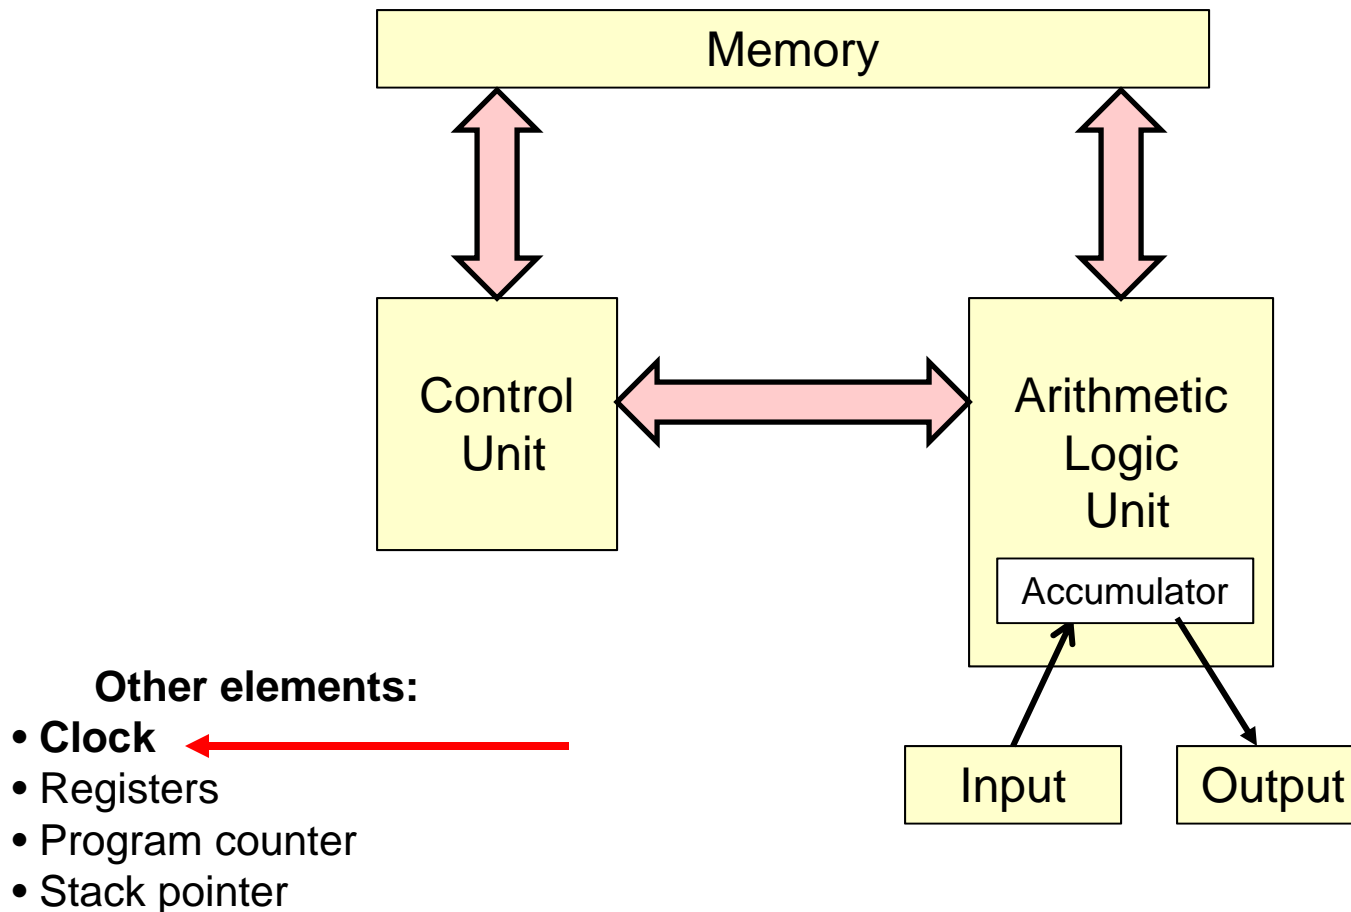 Memory
Control
Unit
Arithmetic
Logic
Unit
Accumulator
Input
Output
Other elements:
• Clock
• Registers
• Program counter
• Stack pointer